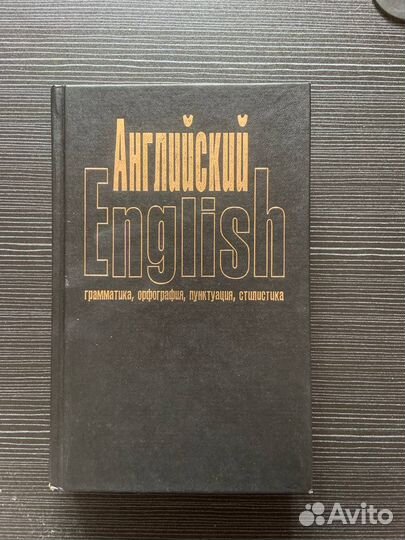 Английский
English
грамматика, орфография, пунктуация, стилистика
Avito